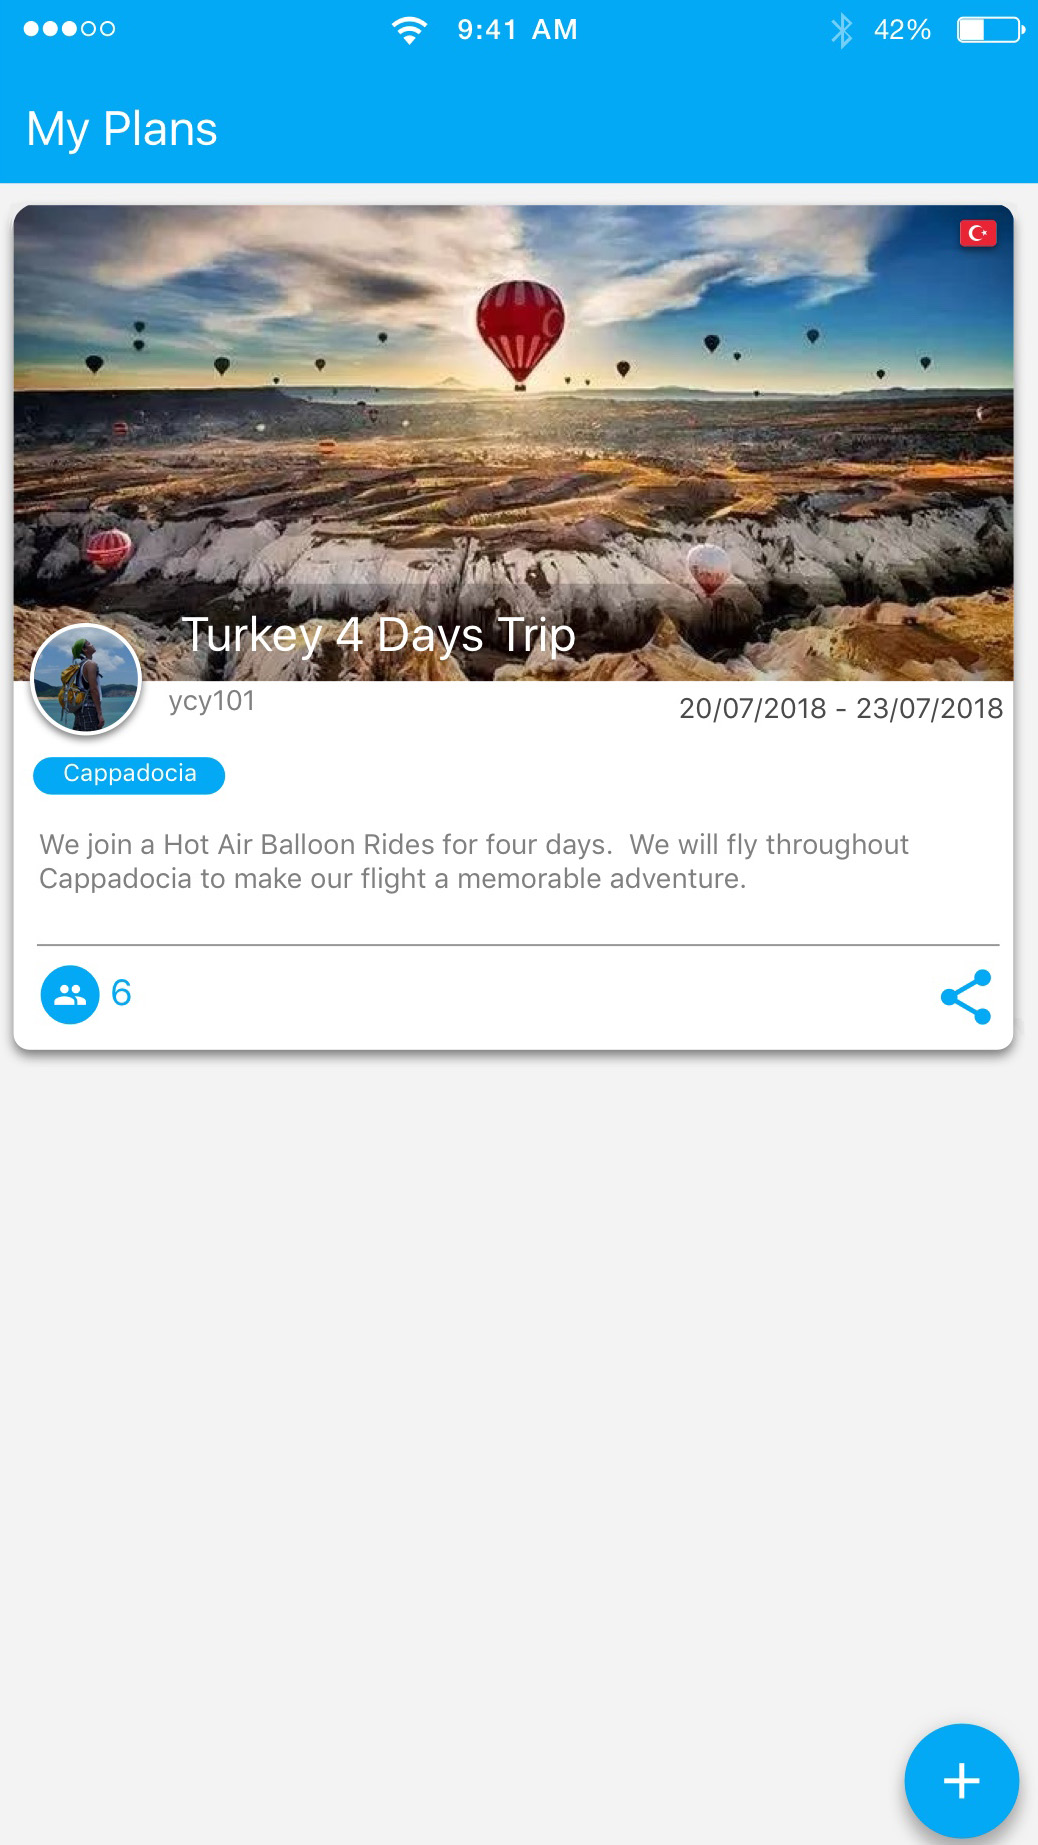 9:41 AM
42%
My Plans
Turkey 4 Days Trip
ycy101
20/07/2018 - 23/07/2018
Cappadocia
We join a Hot Air Balloon Rides for four days.  We will fly throughout
Cappadocia to make our flight a memorable adventure.
6